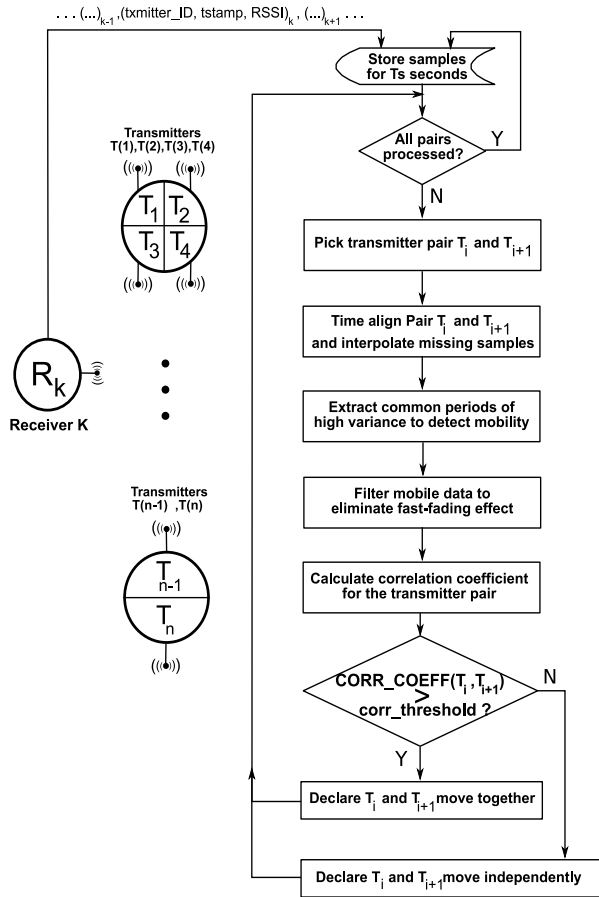 . . . (...)k-1 ,(txmitter_ID, tstamp, RSSI)k , (...)k+1 . . .
Store samples
for Ts seconds
All pairs
processed?
Y
N
Transmitters
T(1),T(2),T(3),T(4)
T1 T2
T3 T4
Pick transmitter pair Ti and Ti+1
Time align Pair Ti and Ti+1
and interpolate missing samples
Rk
Receiver K
Extract common periods of
high variance to detect mobility
Filter mobile data to
eliminate fast-fading effect
Transmitters
T(n-1) ,T(n)
Tn-1
Tn
Calculate correlation coefficient
for the transmitter pair
CORR_COEFF(Ti ,Ti+1)
>
corr_threshold ?
N
Y
Declare Ti and Ti+1 move together
Declare Ti and Ti+1 move independently